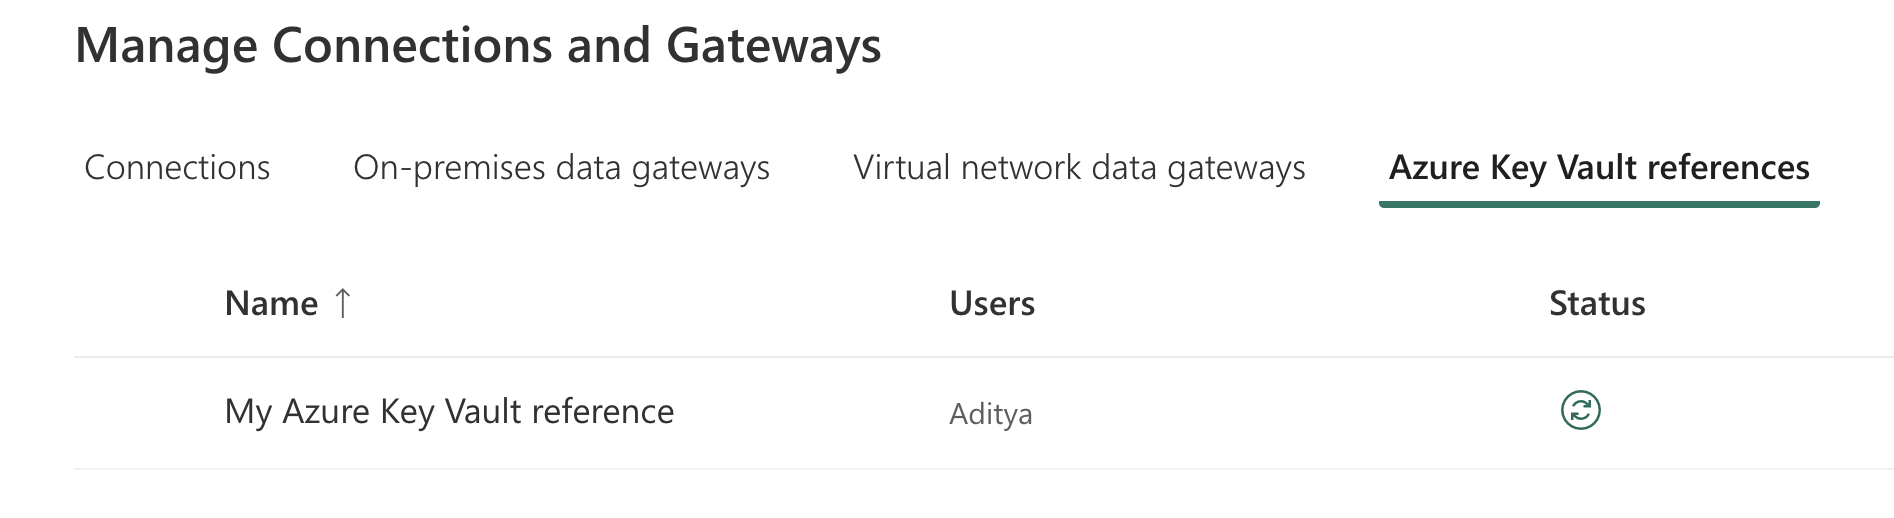 Manage Connections and Gateways
Connections On-premises data gateways Virtual network data gateways Azure Key Vault references
Name ↑ Users Status
My Azure Key Vault reference Aditya